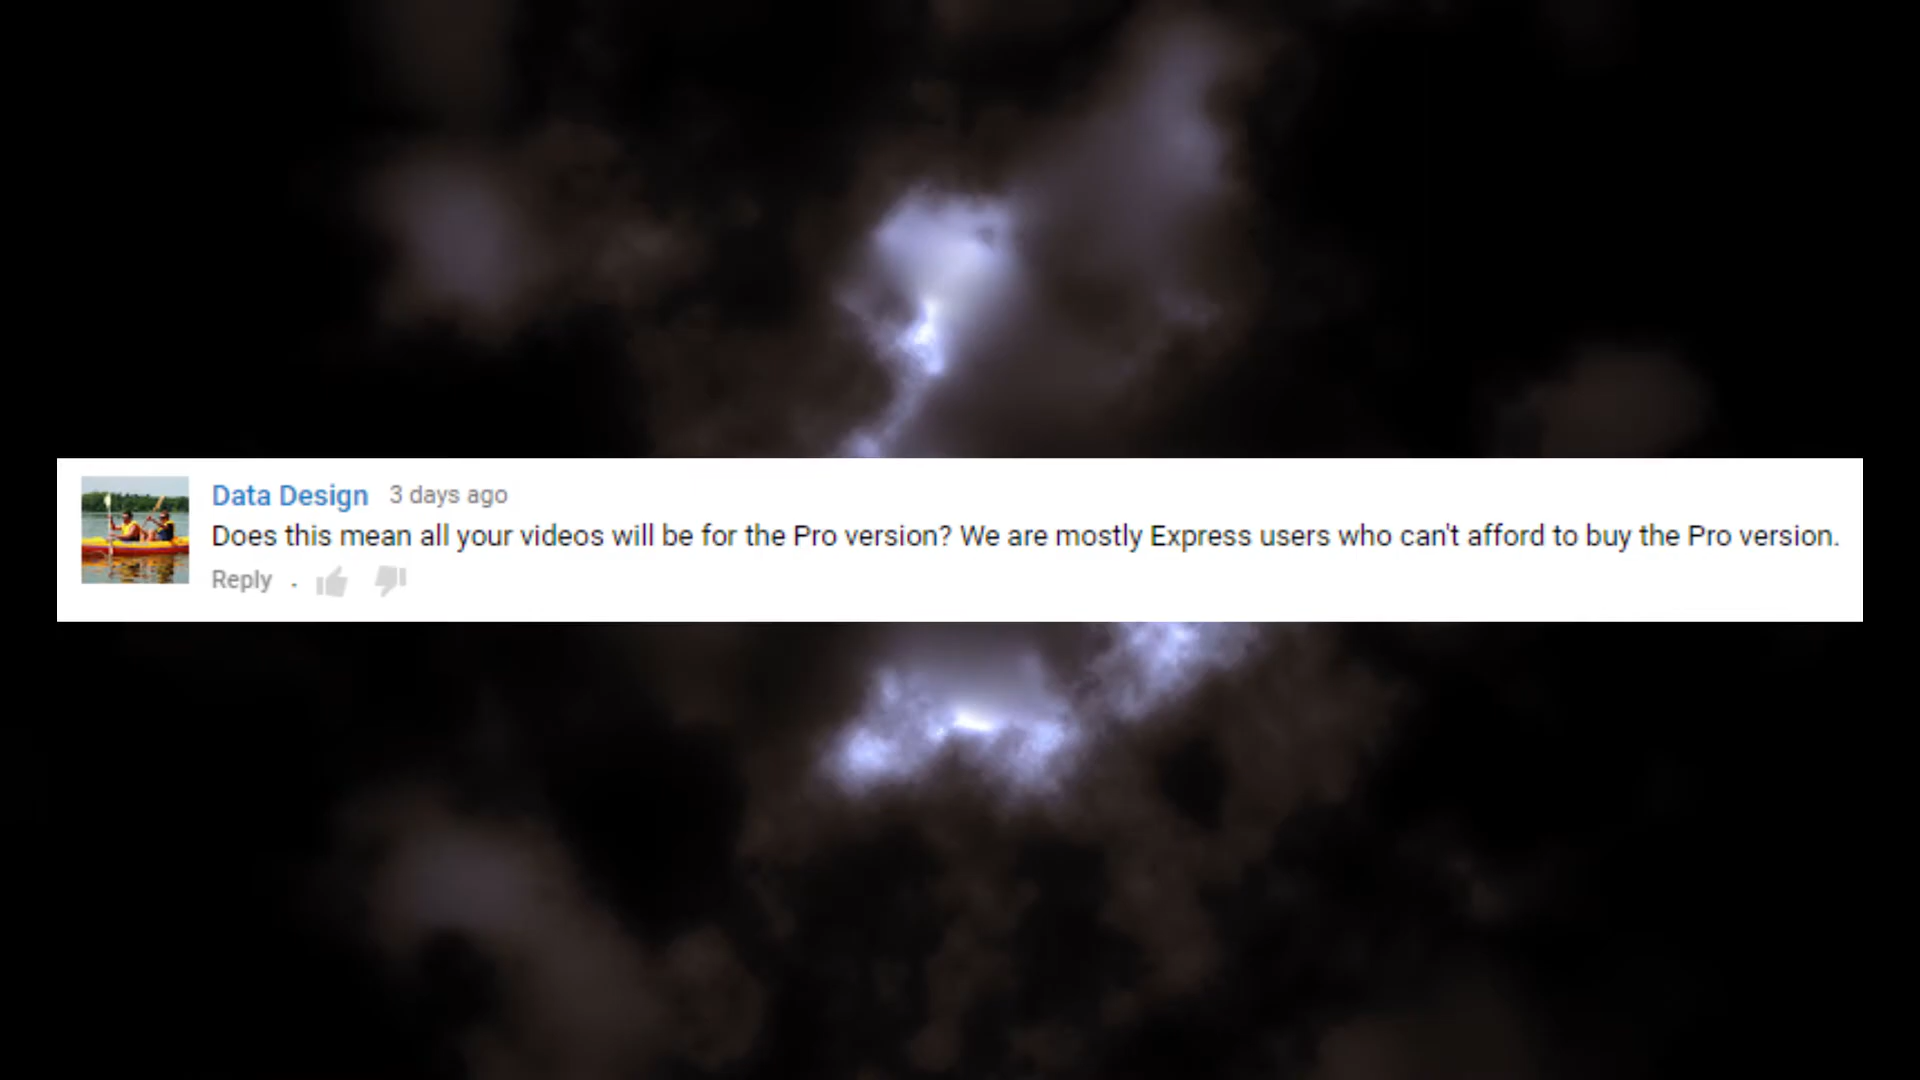 Data Design 3 days ago
Does this mean all your videos will be for the Pro version? We are mostly Express users who can't afford to buy the Pro version.
Reply .